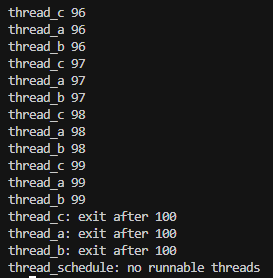 thread_c 96
thread_a 96
thread_b 96
thread_c 97
thread_a 97
thread_b 97
thread_c 98
thread_a 98
thread_b 98
thread_c 99
thread_a 99
thread_b 99
thread_c: exit after 100
thread_a: exit after 100
thread_b: exit after 100
thread_schedule: no runnable threads